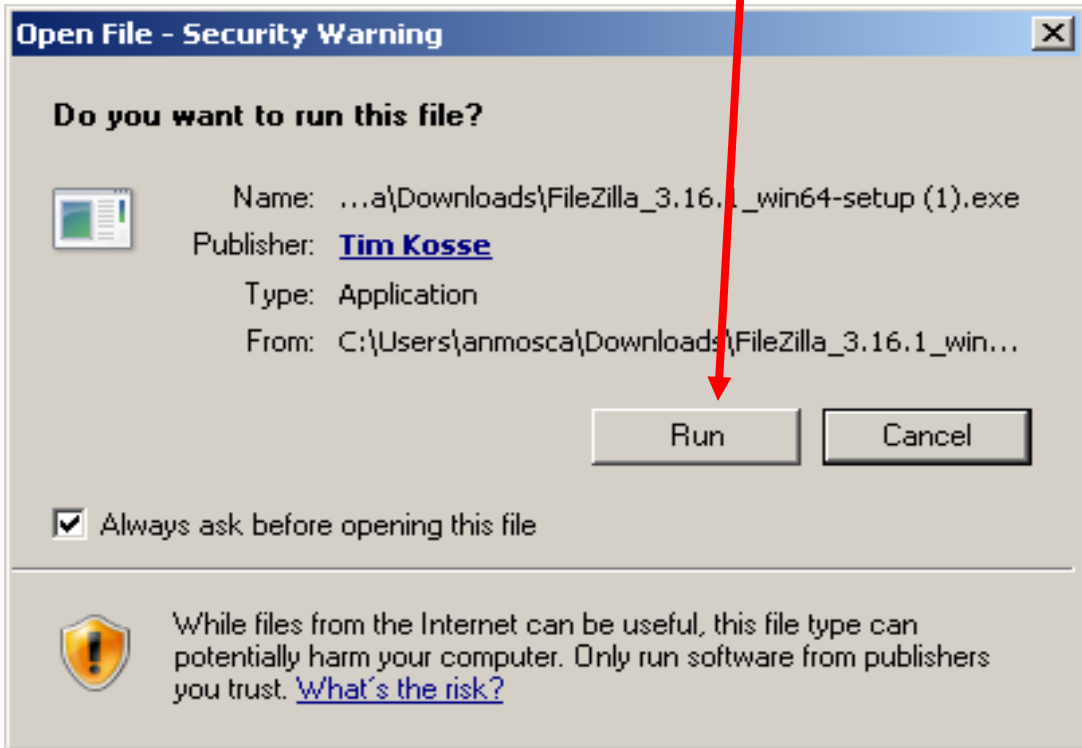 Open File - Security Warning
Do you want to run this file?
Name: ...a\Downloads\FileZilla_3.16.1_win64-setup (1).exe
Publisher: Tim Kosse
Type: Application
From: C:\Users\anmosca\Downloads\FileZilla_3.16.1_win...
Run Cancel
Always ask before opening this file
While files from the Internet can be useful, this file type can
potentially harm your computer. Only run software from publishers
you trust. What's the risk?